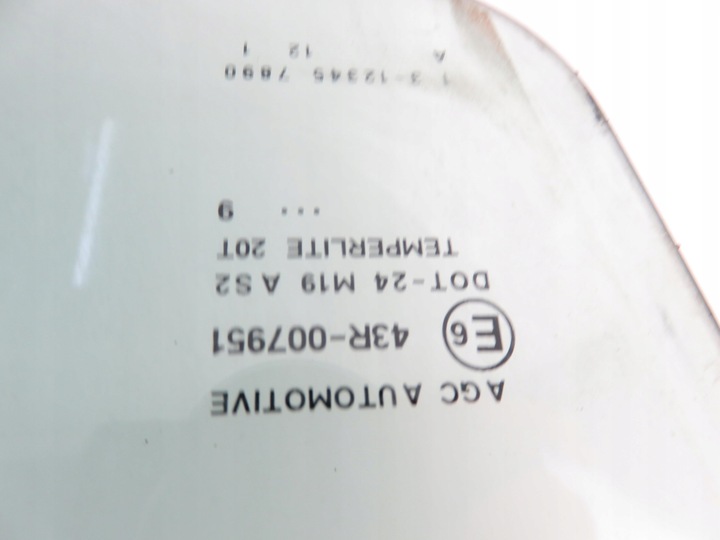 AGC AUTOMOTIVE
E6 43R-007951
DOT-24 M19 AS2
TEMPERLITE 20T
... 9
1 3-12345 7890
A 12 1